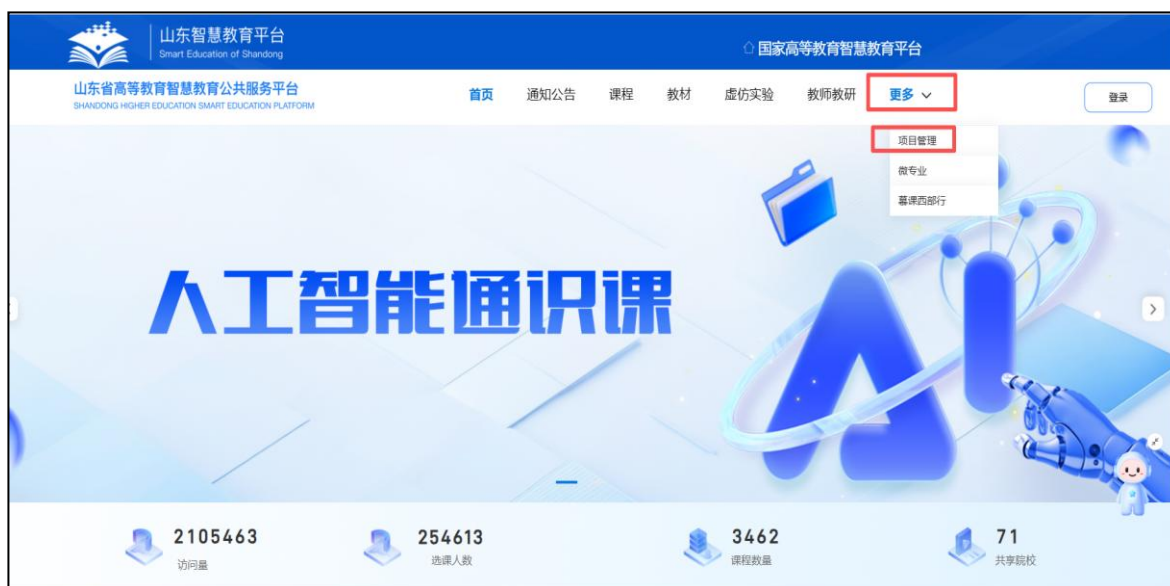 山东智慧教育平台
Smart Education of Shandong
国家高等教育智慧教育平台
山东省高等教育智慧教育公共服务平台
SHANDONG HIGHER EDUCATION SMART EDUCATION PLATFORM
首页 通知公告 课程 教材 虚仿实验 教师教研 更多
登录
项目管理
微专业
慕课西部行
人工智能通识课
AI
2105463
访问量
254613
选课人数
3462
课程数量
71
共享院校